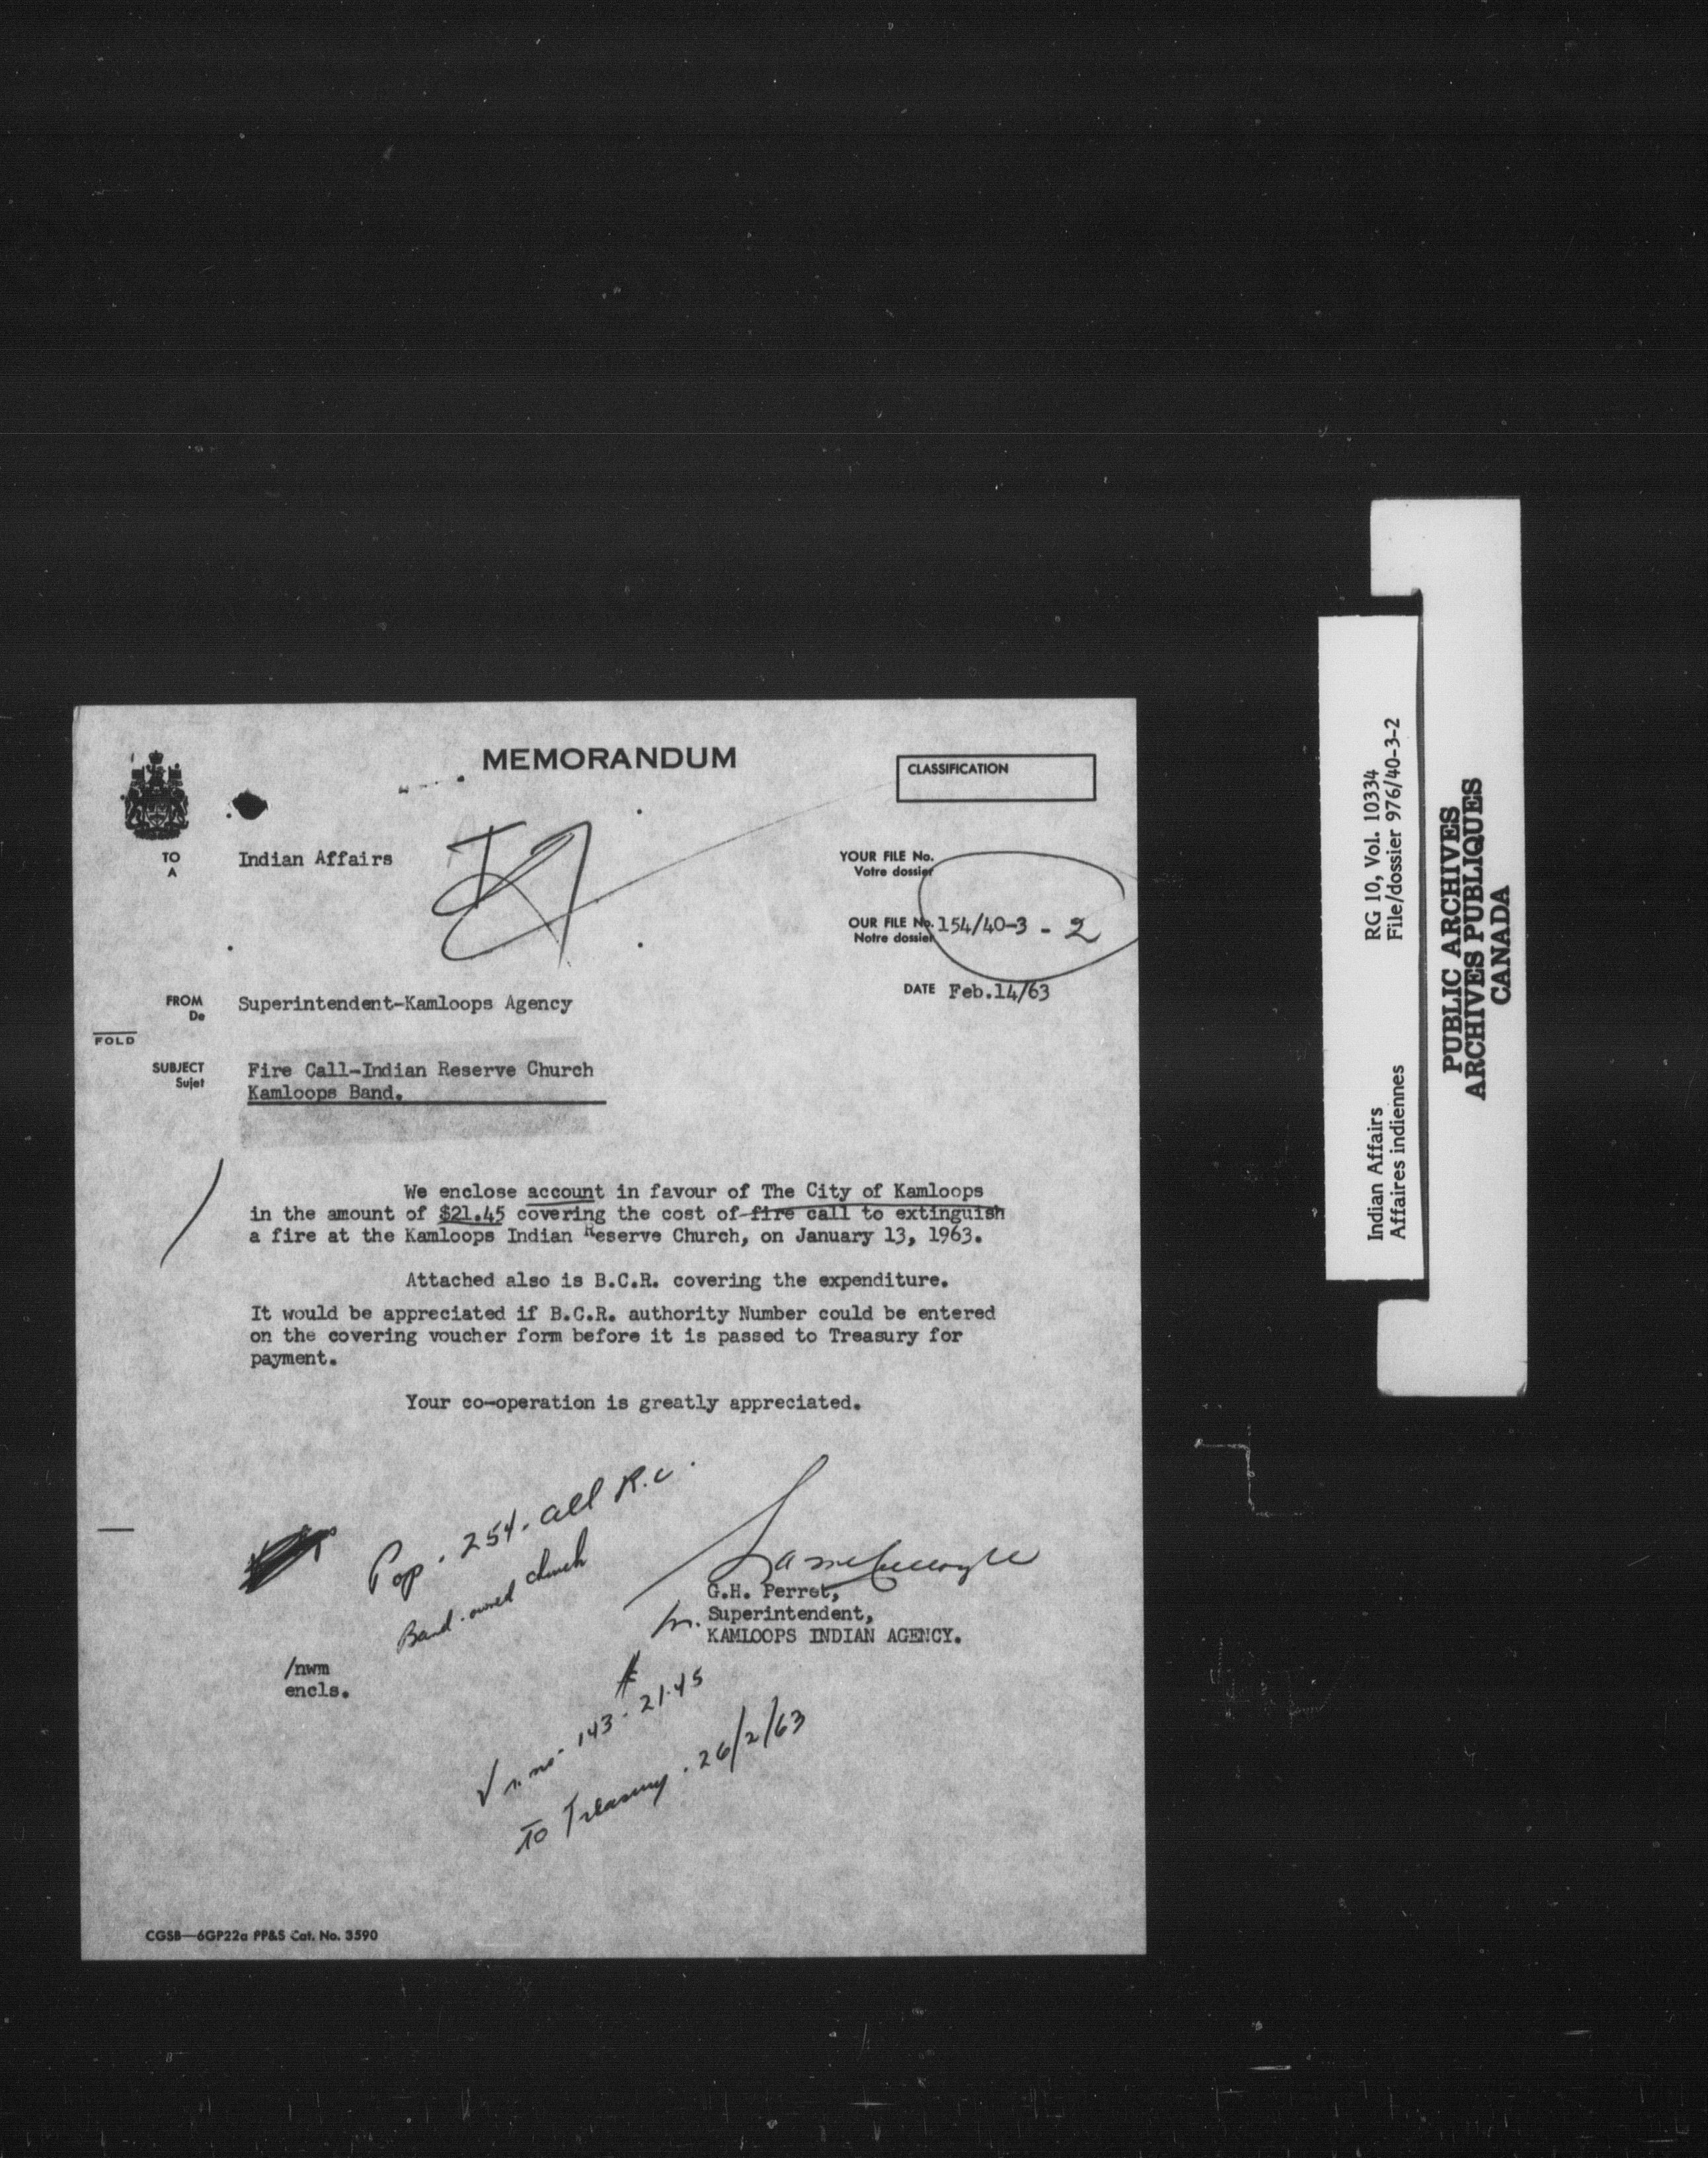 MEMORANDUM
CLASSIFICATION
TO
A
Indian Affairs
YOUR FILE No.
Votre dossier
OUR FILE No. 154/40-3 - 2
Notre dossier
DATE Feb.14/63
FROM
De
Superintendent-Kamloops Agency
FOLD
SUBJECT
Sujet
Fire Call-Indian Reserve Church
Kamloops Band.
We enclose account in favour of The City of Kamloops
in the amount of $21.45 covering the cost of fire call to extinguish
a fire at the Kamloops Indian Reserve Church, on January 13, 1963.
Attached also is B.C.R. covering the expenditure.
It would be appreciated if B.C.R. authority Number could be entered
on the covering voucher form before it is passed to Treasury for
payment.
Your co-operation is greatly appreciated.
Pop. 254. all R.C.
Band-owned church
G.H. Perret,
Superintendent,
KAMLOOPS INDIAN AGENCY.
/nwm
encls.
no. 143 - 21.45
To Treasury. 26/2/63
CGSB—6GP22a PP&S Cat. No. 3590
Indian Affairs RG 10, Vol. 10334
Affaires indiennes File/dossier 976/40-3-2
PUBLIC ARCHIVES
ARCHIVES PUBLIQUES
CANADA